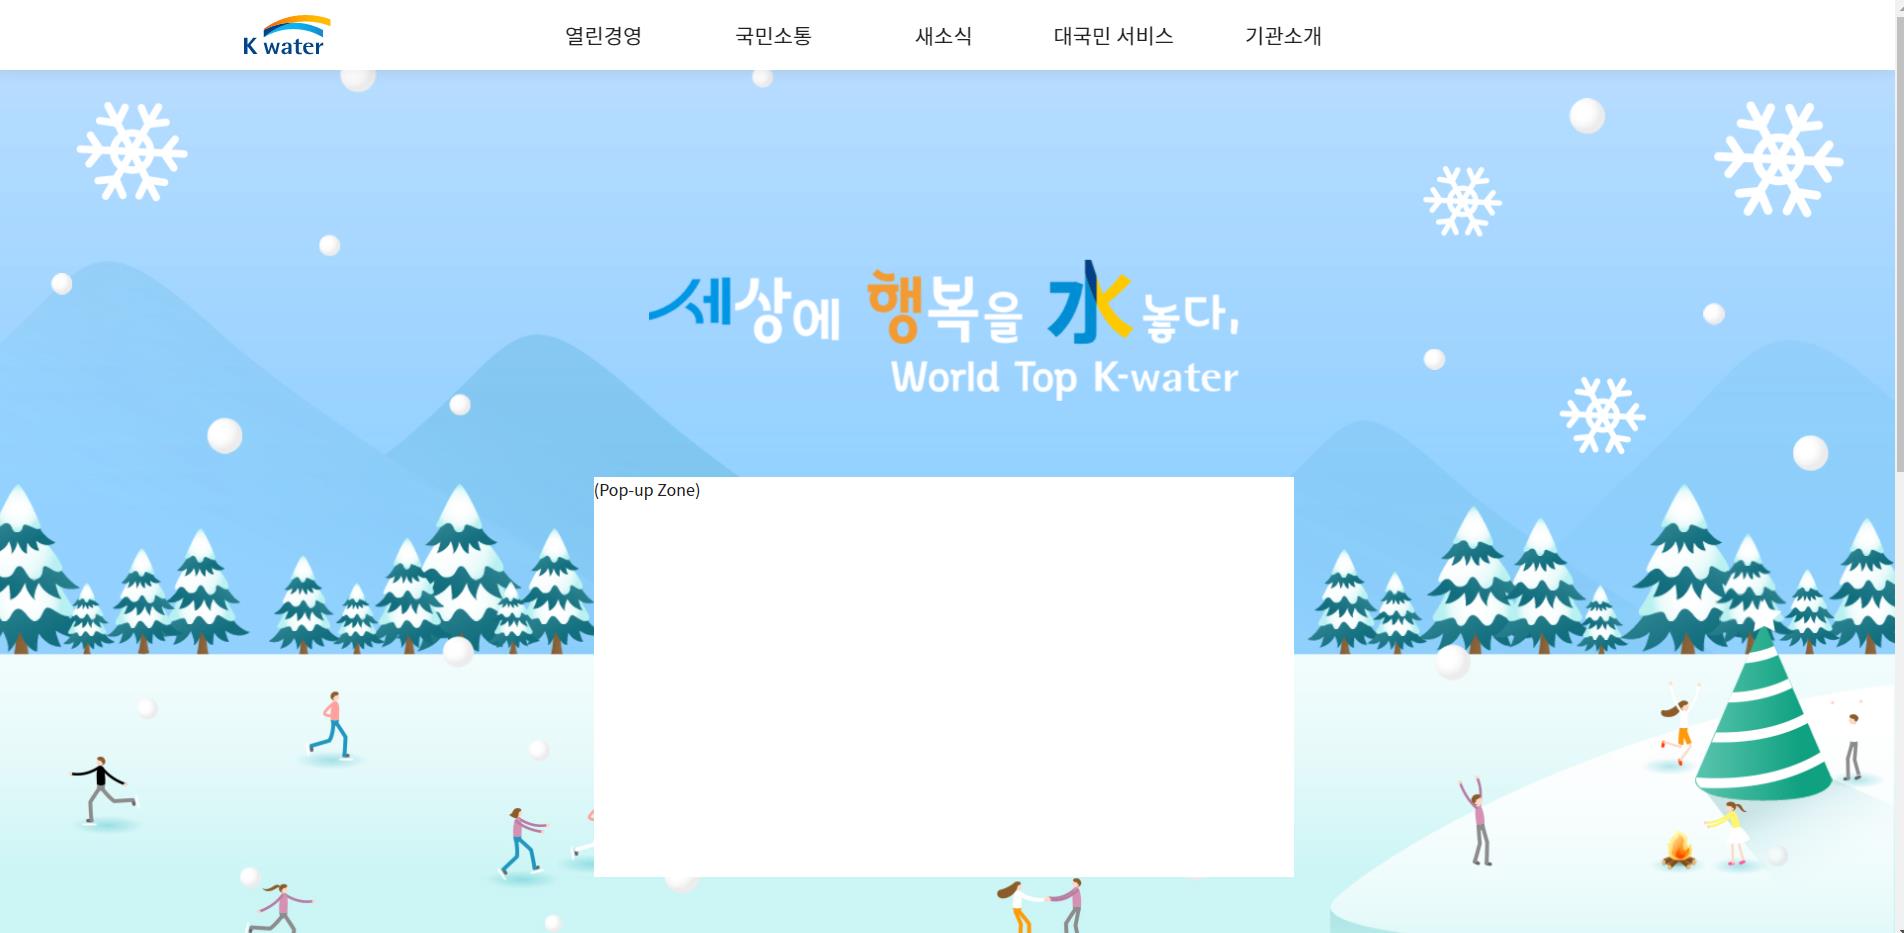 K water
열린경영 국민소통 새소식 대국민 서비스 기관소개
세상에 행복을 水 놓다,
World Top K-water
(Pop-up Zone)